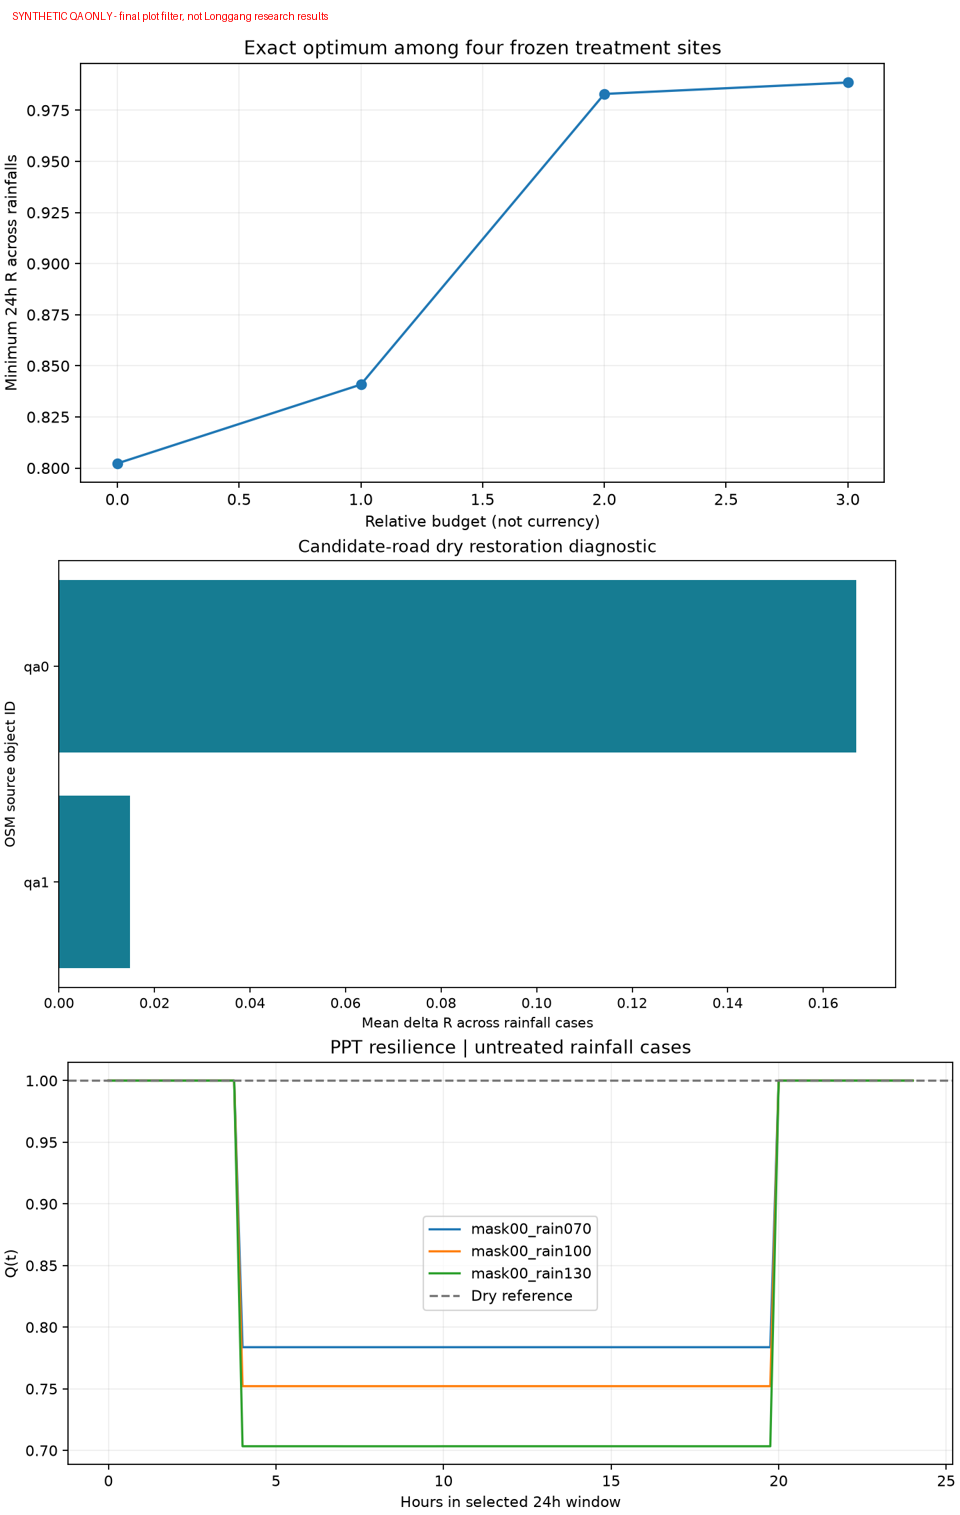 SYNTHETIC QA ONLY - final plot filter, not Longgang research results
Exact optimum among four frozen treatment sites
Minimum 24h R across rainfalls
0.975
0.950
0.925
0.900
0.875
0.850
0.825
0.800
0.0 0.5 1.0 1.5 2.0 2.5 3.0
Relative budget (not currency)
Candidate-road dry restoration diagnostic
OSM source object ID
qa0
qa1
0.00 0.02 0.04 0.06 0.08 0.10 0.12 0.14 0.16
Mean delta R across rainfall cases
PPT resilience | untreated rainfall cases
Q(t)
1.00
0.95
0.90
0.85
0.80
0.75
0.70
mask00_rain070
mask00_rain100
mask00_rain130
Dry reference
0 5 10 15 20 25
Hours in selected 24h window